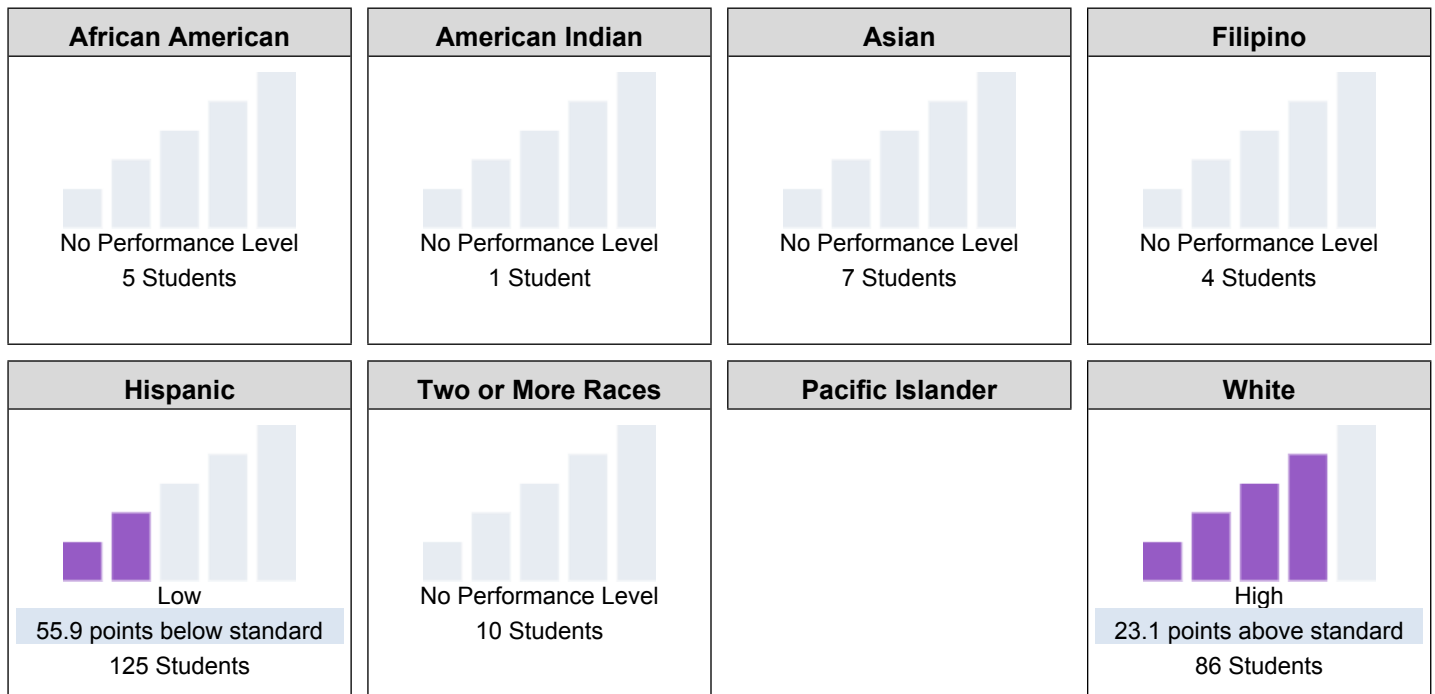 African American
No Performance Level
5 Students
American Indian
No Performance Level
1 Student
Asian
No Performance Level
7 Students
Filipino
No Performance Level
4 Students
Hispanic
Low
55.9 points below standard
125 Students
Two or More Races
No Performance Level
10 Students
Pacific Islander
White
High
23.1 points above standard
86 Students